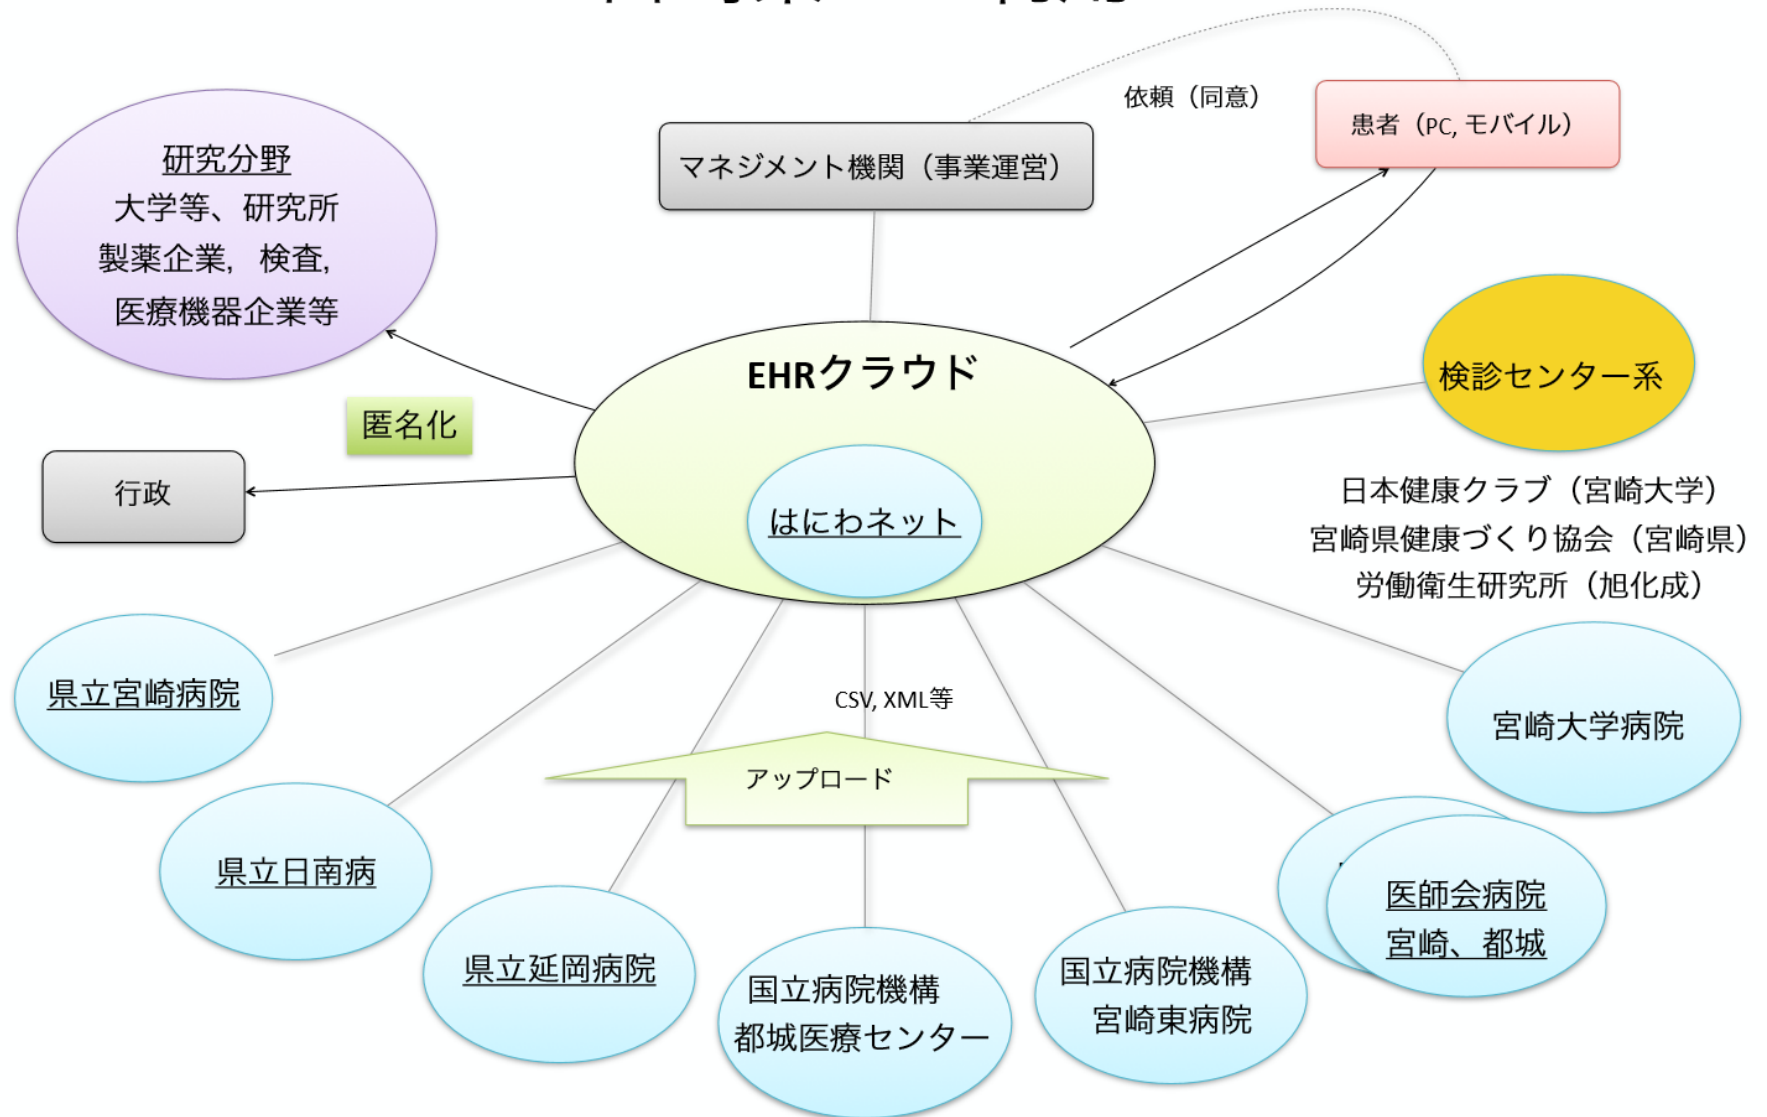 依頼（同意）
患者（PC, モバイル）
マネジメント機関（事業運営）
研究分野
大学等、研究所
製薬企業, 検査,
医療機器企業等
EHRクラウド
検診センター系
匿名化
行政
はにわネット
日本健康クラブ（宮崎大学）
宮崎県健康づくり協会（宮崎県）
労働衛生研究所（旭化成）
県立宮崎病院
CSV, XML等
宮崎大学病院
アップロード
県立日南病
医師会病院
宮崎、都城
県立延岡病院
国立病院機構
都城医療センター
国立病院機構
宮崎東病院